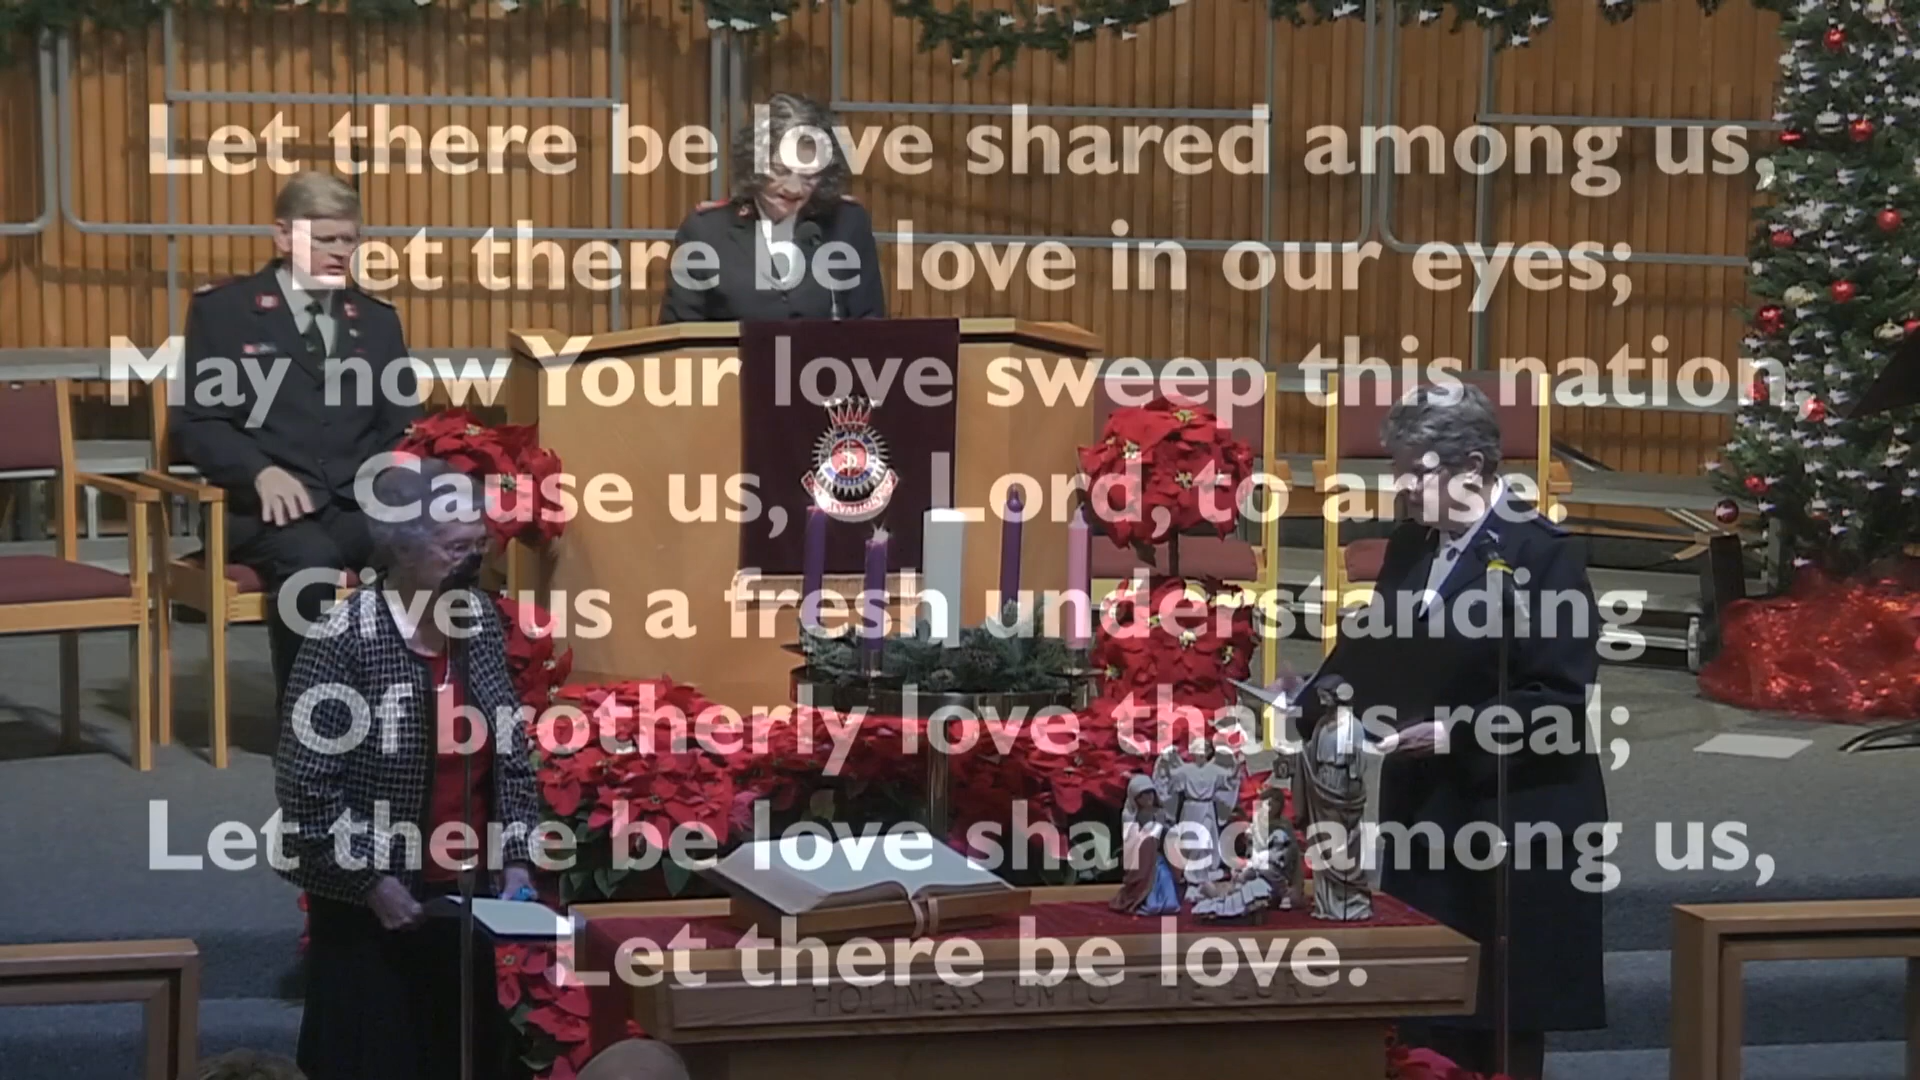 Let there be love shared among us,
Let there be love in our eyes;
May now Your love sweep this nation,
Cause us, O Lord, to arise.
Give us a fresh understanding
Of brotherly love that is real;
Let there be love shared among us,
Let there be love.
HOLINESS UNTO THE LORD